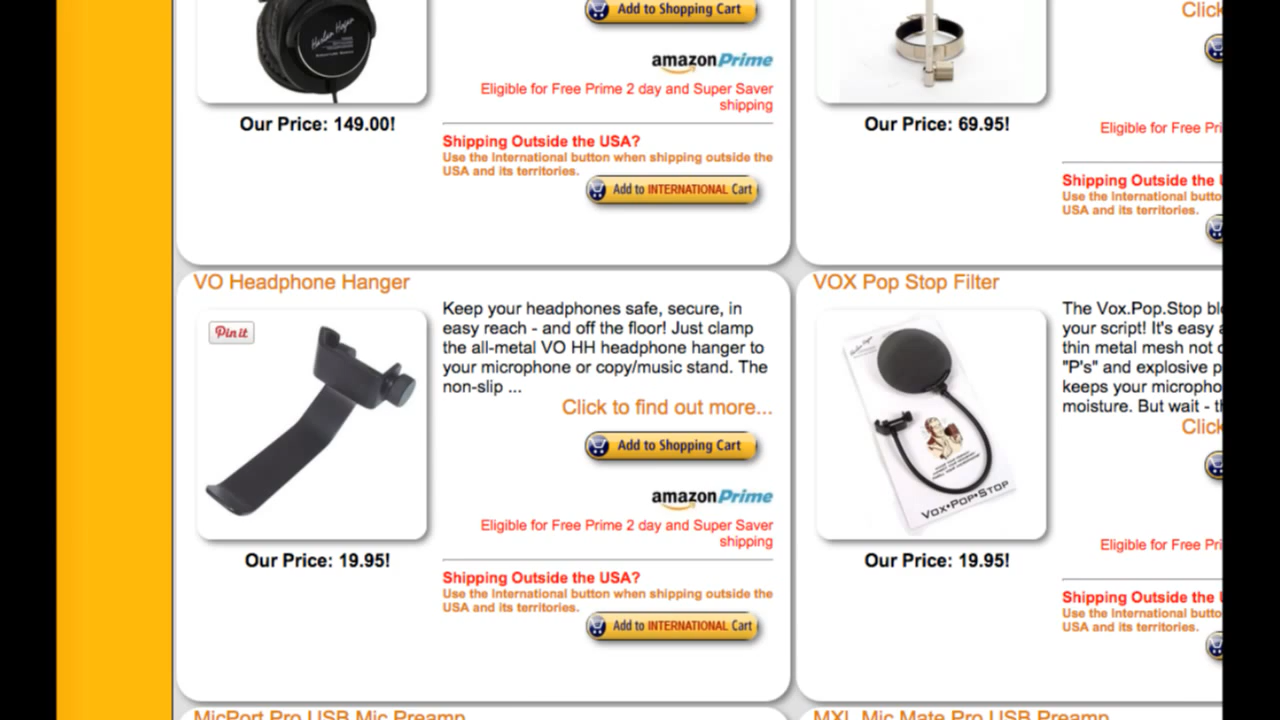 Harlan Hogan
Add to Shopping Cart
amazonPrime
Eligible for Free Prime 2 day and Super Saver
shipping
Our Price: 149.00!
Shipping Outside the USA?
Use the International button when shipping outside the
USA and its territories.
Add to INTERNATIONAL Cart
Click
Our Price: 69.95!
Eligible for Free Pri
Shipping Outside the U
Use the International butto
USA and its territories.
VO Headphone Hanger
Pin it
Keep your headphones safe, secure, in
easy reach - and off the floor! Just clamp
the all-metal VO HH headphone hanger to
your microphone or copy/music stand. The
non-slip ...
Click to find out more...
Add to Shopping Cart
amazonPrime
Eligible for Free Prime 2 day and Super Saver
shipping
Our Price: 19.95!
Shipping Outside the USA?
Use the International button when shipping outside the
USA and its territories.
Add to INTERNATIONAL Cart
VOX Pop Stop Filter
The Vox.Pop.Stop bl
your script! It's easy a
thin metal mesh not o
"P's" and explosive p
keeps your micropho
moisture. But wait - th
Click
VOX•POP•STOP
Our Price: 19.95!
Eligible for Free Pri
Shipping Outside the U
Use the International butto
USA and its territories.
MicPort Pro USB Mic Preamp
MXL Mic Mate Pro USB Preamp